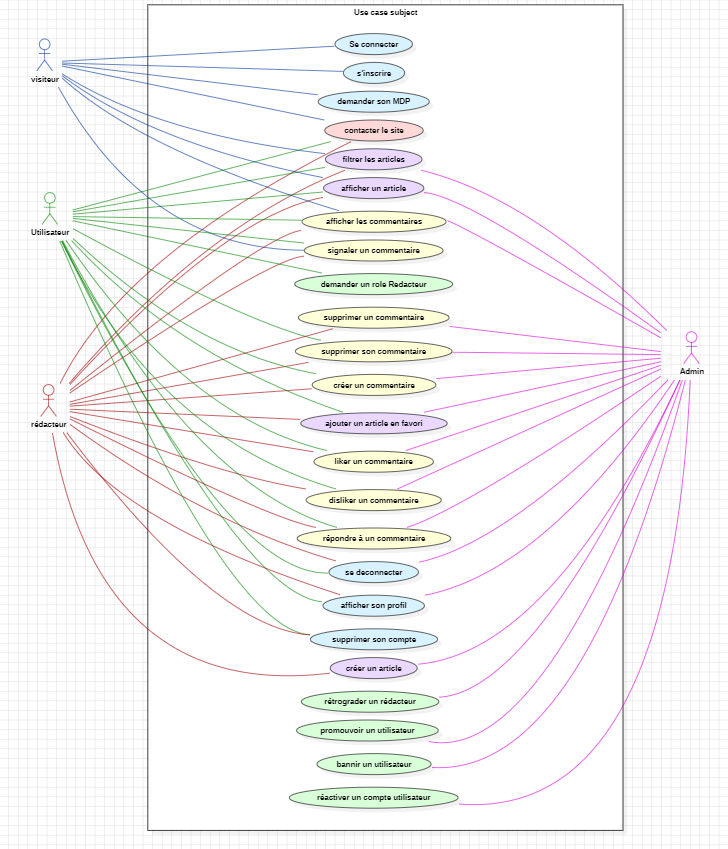 Use case subject
Se connecter
visiteur
s'inscrire
demander son MDP
contacter le site
filtrer les articles
afficher un article
afficher les commentaires
Utilisateur
signaler un commentaire
demander un role Redacteur
supprimer un commentaire
supprimer son commentaire
Admin
créer un commentaire
ajouter un article en favori
rédacteur
liker un commentaire
disliker un commentaire
répondre à un commentaire
se deconnecter
afficher son profil
supprimer son compte
créer un article
rétrograder un rédacteur
promouvoir un utilisateur
bannir un utilisateur
réactiver un compte utilisateur